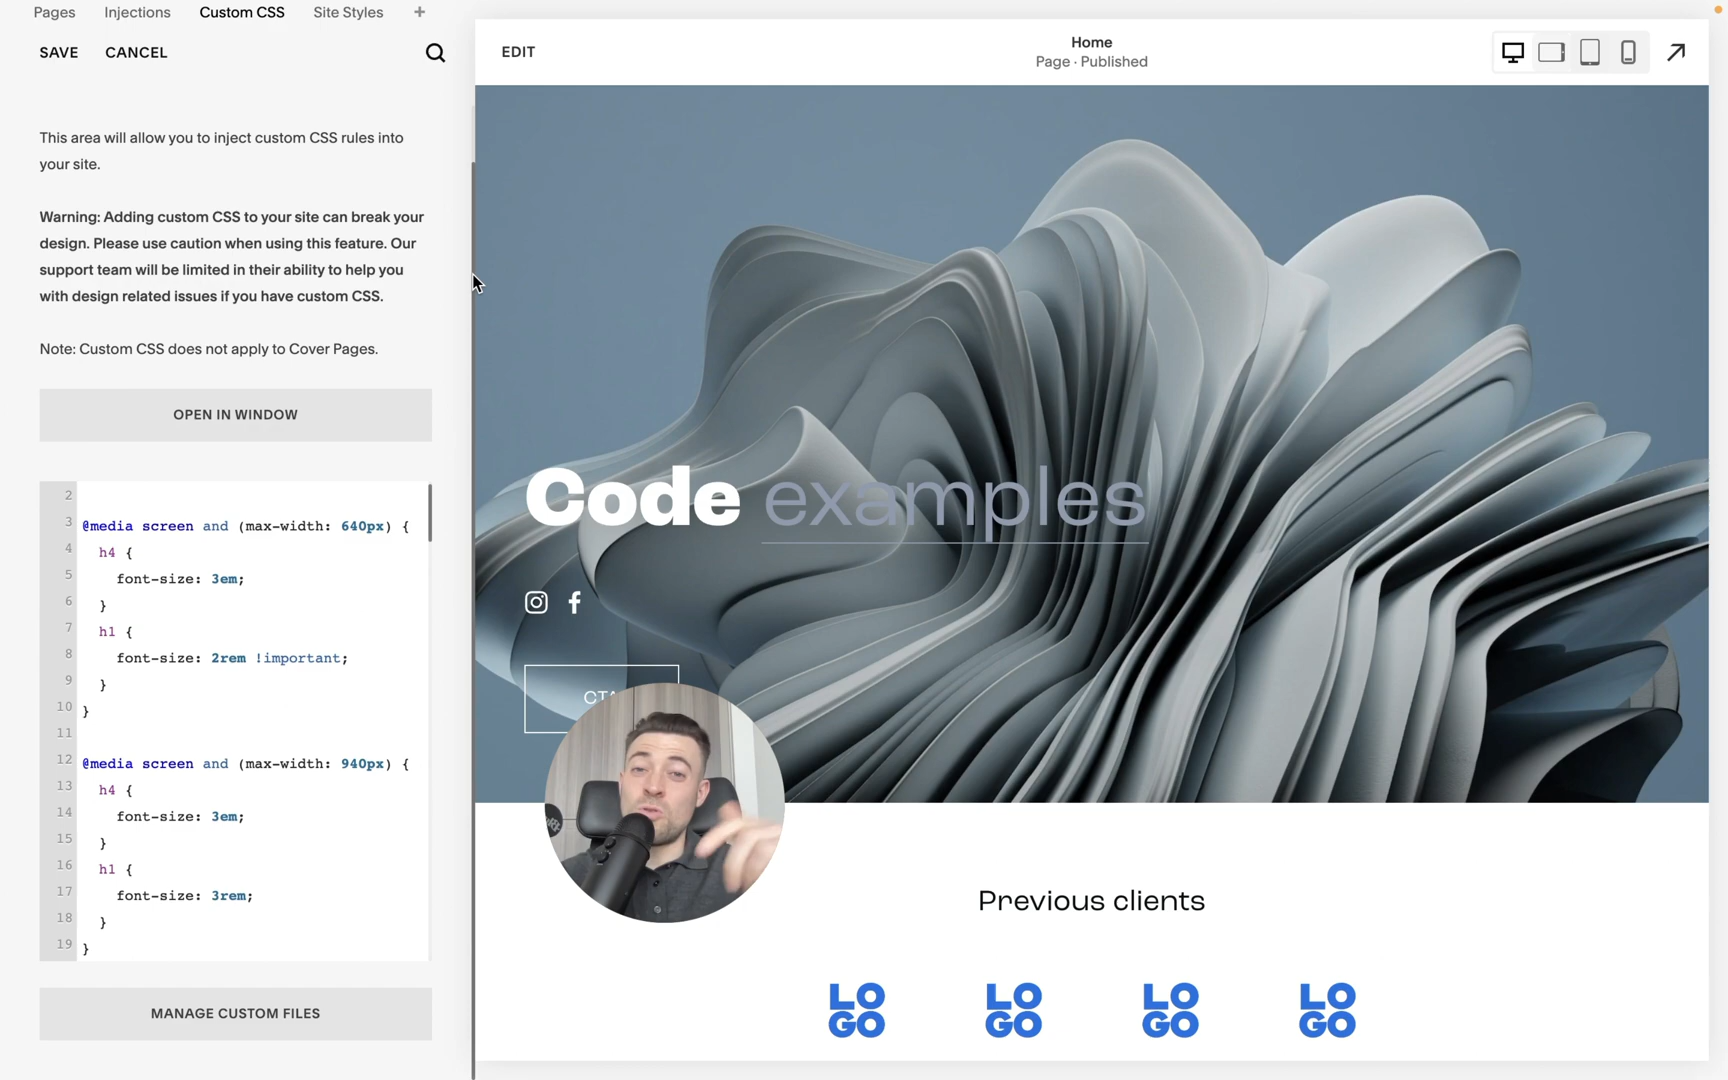 Pages Injections Custom CSS Site Styles +
SAVE CANCEL
This area will allow you to inject custom CSS rules into
your site.
Warning: Adding custom CSS to your site can break your
design. Please use caution when using this feature. Our
support team will be limited in their ability to help you
with design related issues if you have custom CSS.
Note: Custom CSS does not apply to Cover Pages.
OPEN IN WINDOW
2
3 @media screen and (max-width: 640px) {
4 h4 {
5 font-size: 3em;
6 }
7 h1 {
8 font-size: 2rem !important;
9 }
10 }
11
12 @media screen and (max-width: 940px) {
13 h4 {
14 font-size: 3em;
15 }
16 h1 {
17 font-size: 3rem;
18 }
19 }
MANAGE CUSTOM FILES
EDIT
Home
Page · Published
Code examples
Previous clients
LO LO LO LO
GO GO GO GO